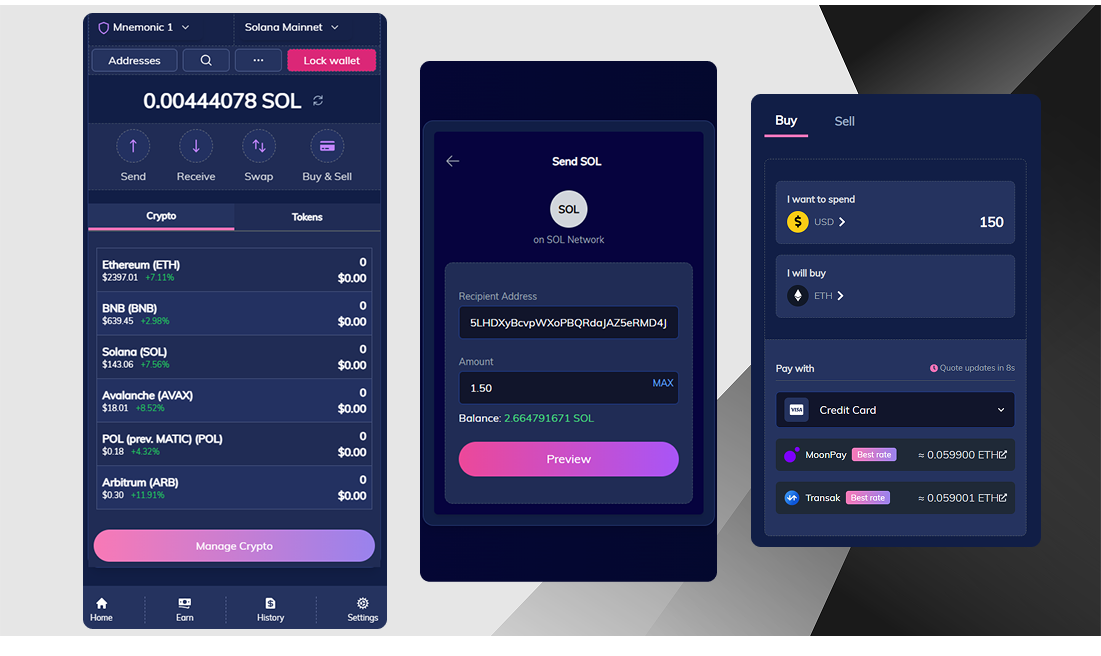 Mnemonic 1
Solana Mainnet
Addresses
...
Lock wallet
0.00444078 SOL
Send
Receive
Swap
Buy & Sell
Crypto
Tokens
Ethereum (ETH)
0
$2397.01 +7.11%
$0.00
BNB (BNB)
0
$639.45 +2.98%
$0.00
Solana (SOL)
0
$143.06 +7.56%
$0.00
Avalanche (AVAX)
0
$18.01 +8.52%
$0.00
POL (prev. MATIC) (POL)
0
$0.18 +4.32%
$0.00
Arbitrum (ARB)
0
$0.30 +11.91%
$0.00
Manage Crypto
Home
Earn
History
Settings
Send SOL
SOL
on SOL Network
Recipient Address
5LHDXyBcvpWXoPBQRdaJAZ5eRMD4J
Amount
1.50
MAX
Balance: 2.664791671 SOL
Preview
Buy
Sell
I want to spend
$ USD
150
I will buy
ETH
Pay with
Quote updates in 8s
VISA
Credit Card
MoonPay Best rate ≈ 0.059900 ETH
Transak Best rate ≈ 0.059001 ETH